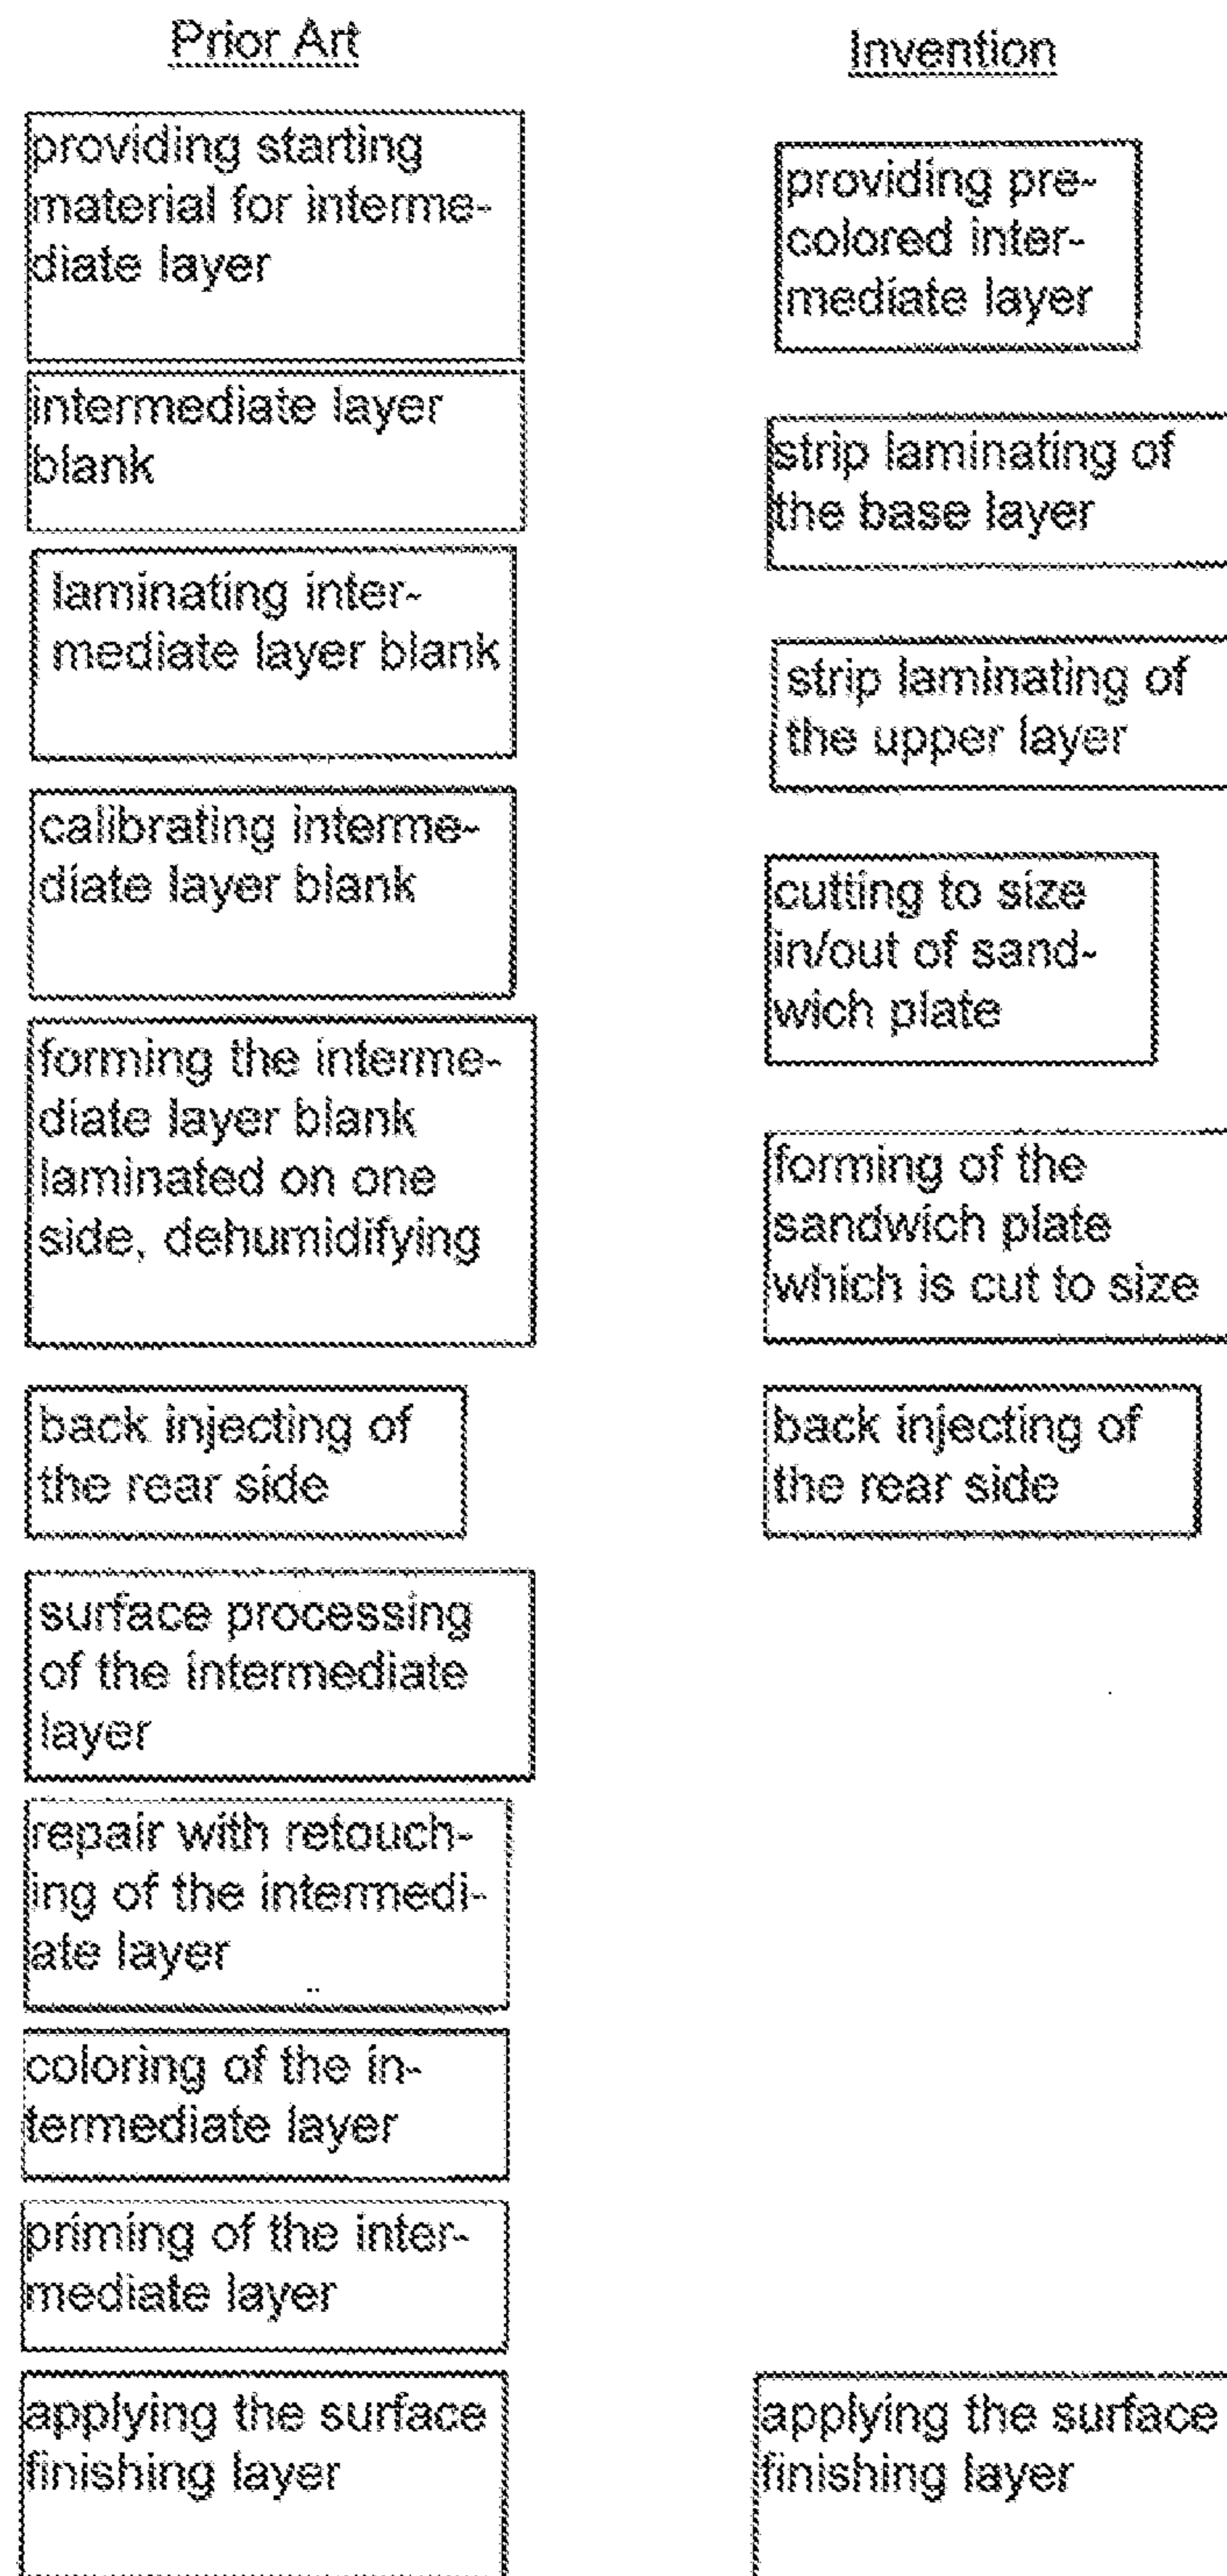 Prior Art
providing starting
material for interme-
diate layer
intermediate layer
blank
laminating inter-
mediate layer blank
calibrating interme-
diate layer blank
forming the interme-
diate layer blank
laminated on one
side, dehumidifying
back injecting of
the rear side
surface processing
of the intermediate
layer
repair with retouch-
ing of the intermedi-
ate layer
coloring of the in-
termediate layer
priming of the inter-
mediate layer
applying the surface
finishing layer
Invention
providing pre-
colored inter-
mediate layer
strip laminating of
the base layer
strip laminating of
the upper layer
cutting to size
in/out of sand-
wich plate
forming of the
sandwich plate
which is cut to size
back injecting of
the rear side
applying the surface
finishing layer